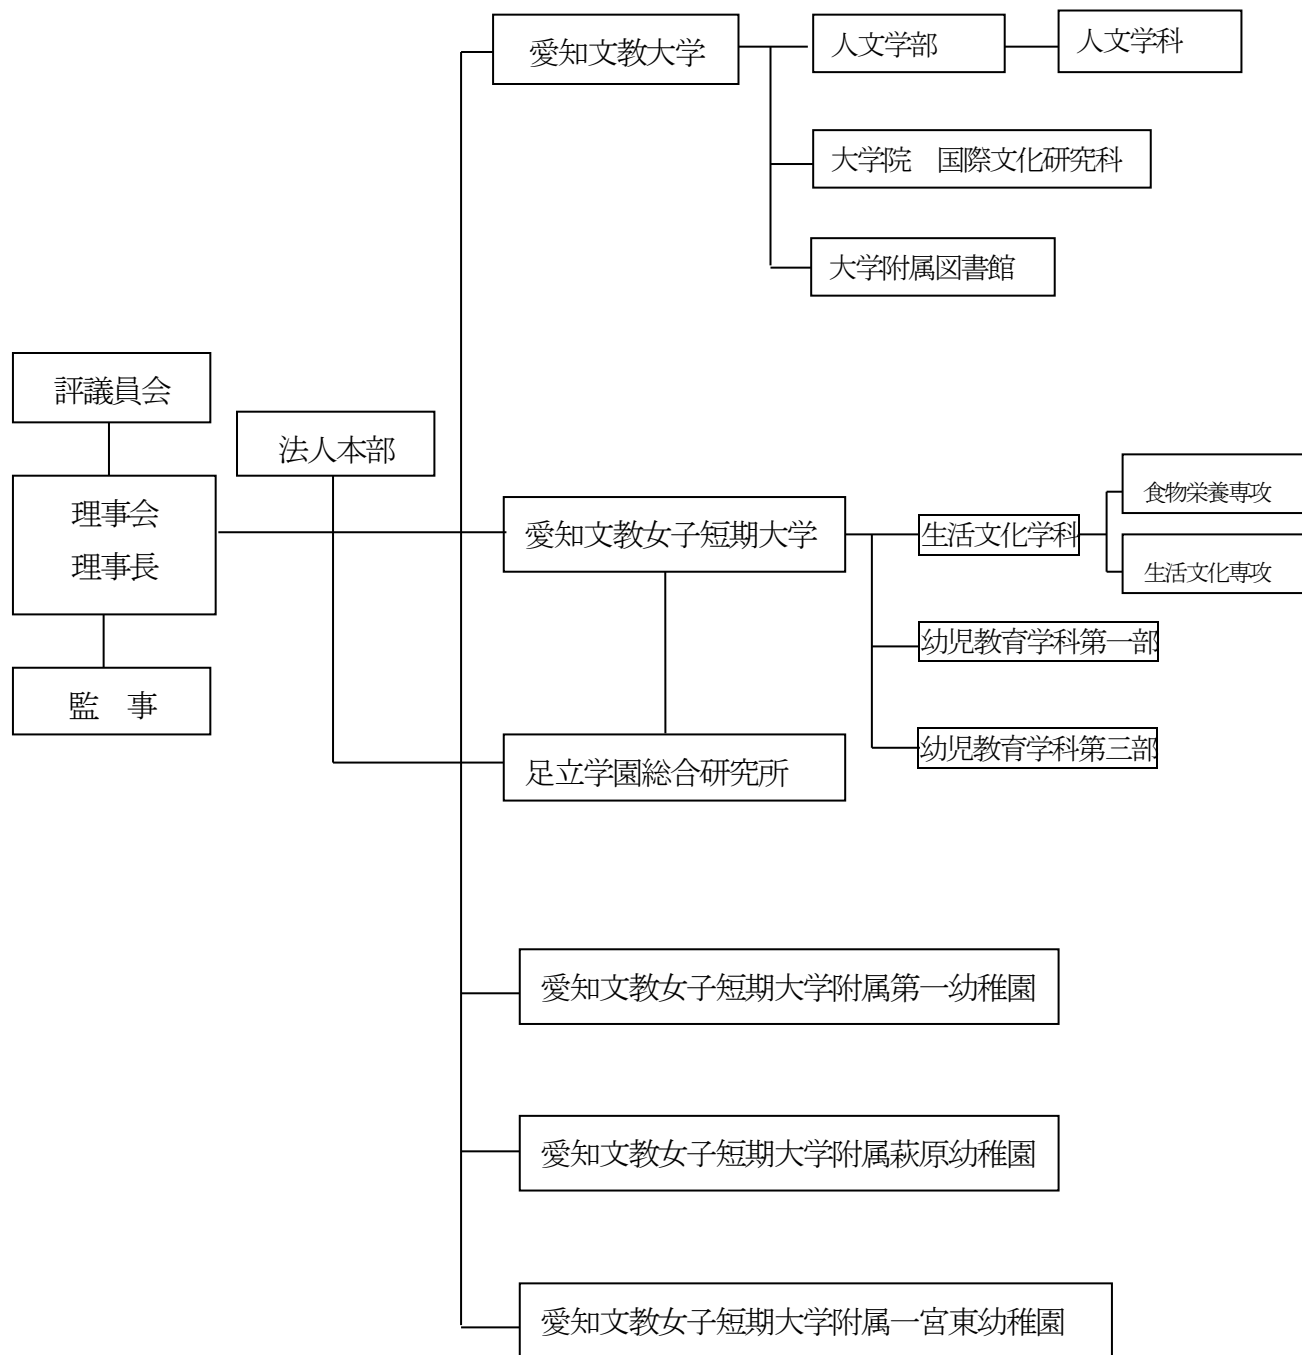 愛知文教大学
人文学部
人文学科
大学院　国際文化研究科
大学附属図書館
評議員会
法人本部
理事会
理事長
監　事
愛知文教女子短期大学
生活文化学科
食物栄養専攻
生活文化専攻
幼児教育学科第一部
幼児教育学科第三部
足立学園総合研究所
愛知文教女子短期大学附属第一幼稚園
愛知文教女子短期大学附属萩原幼稚園
愛知文教女子短期大学附属一宮東幼稚園